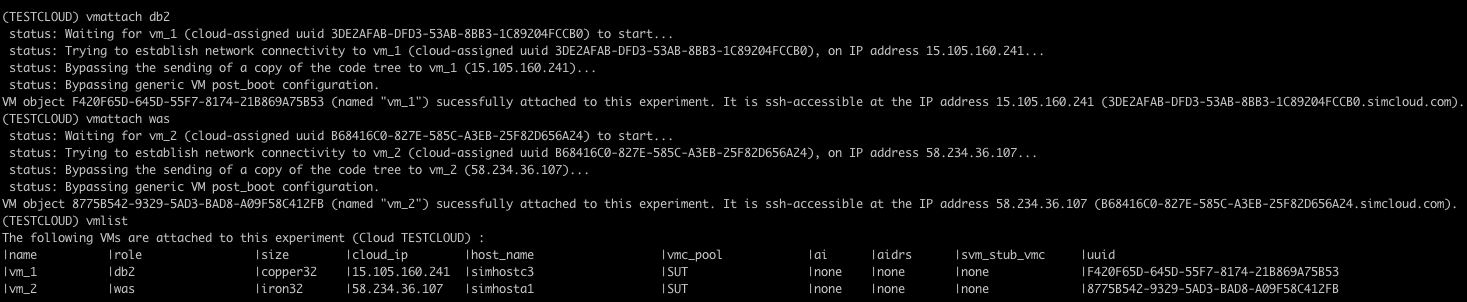 (TESTCLOUD) vmattach db2
status: Waiting for vm_1 (cloud-assigned uuid 3DE2AFAB-DFD3-53AB-8BB3-1C89204FCCB0) to start...
status: Trying to establish network connectivity to vm_1 (cloud-assigned uuid 3DE2AFAB-DFD3-53AB-8BB3-1C89204FCCB0), on IP address 15.105.160.241...
status: Bypassing the sending of a copy of the code tree to vm_1 (15.105.160.241)...
status: Bypassing generic VM post_boot configuration.
VM object F420F65D-645D-55F7-8174-21B869A75B53 (named "vm_1") sucessfully attached to this experiment. It is ssh-accessible at the IP address 15.105.160.241 (3DE2AFAB-DFD3-53AB-8BB3-1C89204FCCB0.simcloud.com).
(TESTCLOUD) vmattach was
status: Waiting for vm_2 (cloud-assigned uuid B68416C0-827E-585C-A3EB-25F82D656A24) to start...
status: Trying to establish network connectivity to vm_2 (cloud-assigned uuid B68416C0-827E-585C-A3EB-25F82D656A24), on IP address 58.234.36.107...
status: Bypassing the sending of a copy of the code tree to vm_2 (58.234.36.107)...
status: Bypassing generic VM post_boot configuration.
VM object 8775B542-9329-5AD3-BAD8-A09F58C412FB (named "vm_2") sucessfully attached to this experiment. It is ssh-accessible at the IP address 58.234.36.107 (B68416C0-827E-585C-A3EB-25F82D656A24.simcloud.com).
(TESTCLOUD) vmlist
The following VMs are attached to this experiment (Cloud TESTCLOUD) :
|name |role |size |cloud_ip |host_name |vmc_pool |ai |aidrs |svm_stub_vmc |uuid
|vm_1 |db2 |copper32 |15.105.160.241 |simhostc3 |SUT |none |none |none |F420F65D-645D-55F7-8174-21B869A75B53
|vm_2 |was |iron32 |58.234.36.107 |simhosta1 |SUT |none |none |none |8775B542-9329-5AD3-BAD8-A09F58C412FB